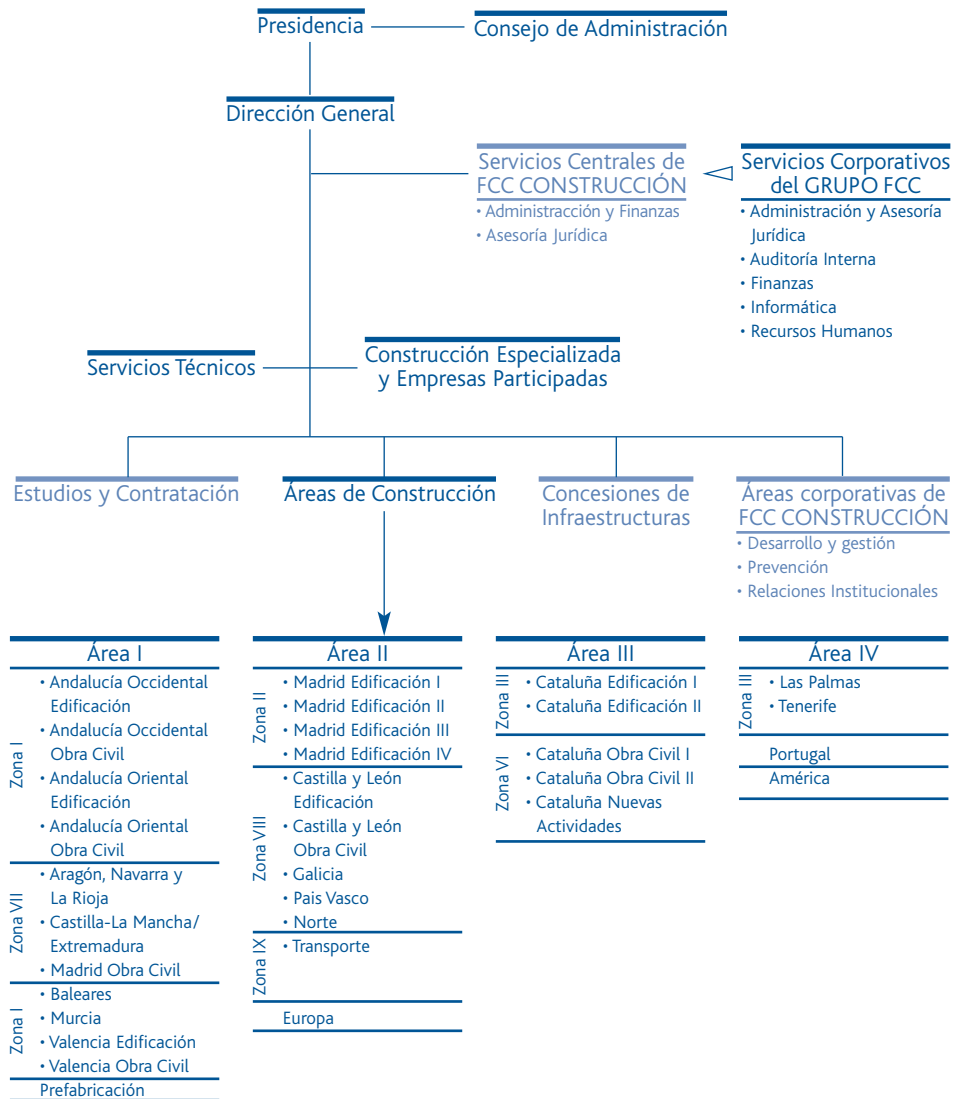 Presidencia
Consejo de Administración
Dirección General
Servicios Centrales de
FCC CONSTRUCCIÓN
• Administracción y Finanzas
• Asesoría Jurídica
Servicios Corporativos
del GRUPO FCC
• Administración y Asesoría
Jurídica
• Auditoría Interna
• Finanzas
• Informática
• Recursos Humanos
Servicios Técnicos
Construcción Especializada
y Empresas Participadas
Estudios y Contratación
Áreas de Construcción
Concesiones de
Infraestructuras
Áreas corporativas de
FCC CONSTRUCCIÓN
• Desarrollo y gestión
• Prevención
• Relaciones Institucionales
Área I
Zona I
• Andalucía Occidental
Edificación
• Andalucía Occidental
Obra Civil
• Andalucía Oriental
Edificación
• Andalucía Oriental
Obra Civil
Zona VII
• Aragón, Navarra y
La Rioja
• Castilla-La Mancha/
Extremadura
• Madrid Obra Civil
Zona I
• Baleares
• Murcia
• Valencia Edificación
• Valencia Obra Civil
Prefabricación
Área II
Zona II
• Madrid Edificación I
• Madrid Edificación II
• Madrid Edificación III
• Madrid Edificación IV
Zona VIII
• Castilla y León
Edificación
• Castilla y León
Obra Civil
• Galicia
• Pais Vasco
• Norte
Zona IX
• Transporte
Europa
Área III
Zona III
• Cataluña Edificación I
• Cataluña Edificación II
Zona VI
• Cataluña Obra Civil I
• Cataluña Obra Civil II
• Cataluña Nuevas
Actividades
Área IV
Zona III
• Las Palmas
• Tenerife
Portugal
América